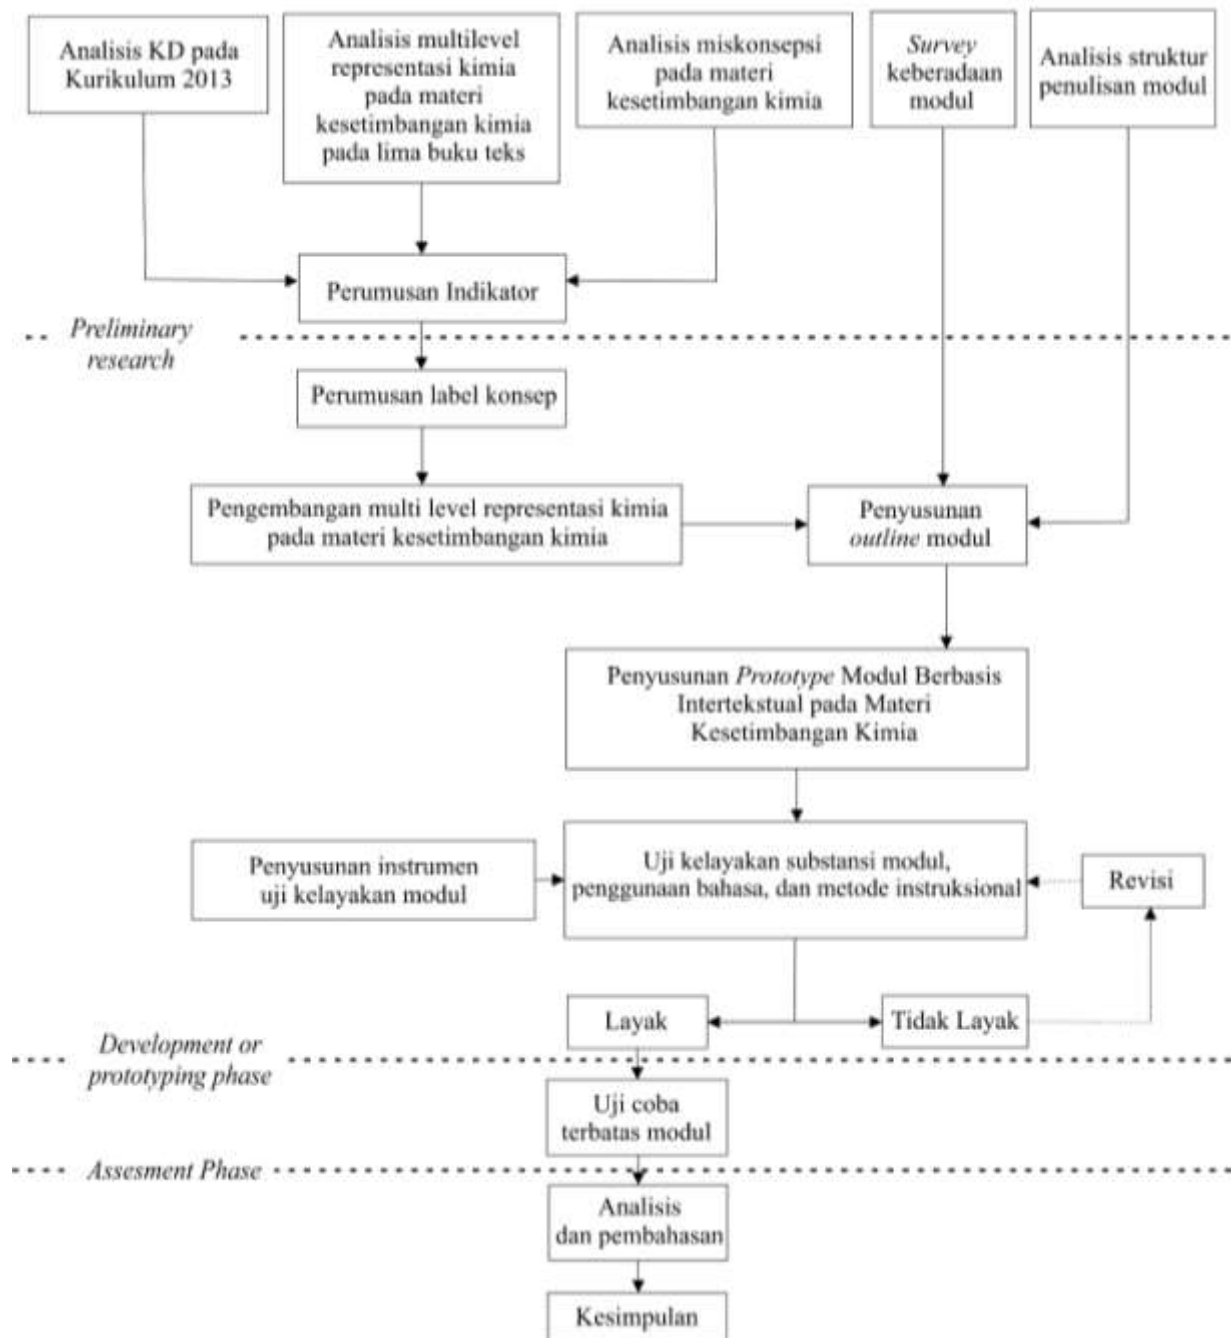 Analisis KD pada
Kurikulum 2013
Analisis multilevel
representasi kimia
pada materi
kesetimbangan kimia
pada lima buku teks
Analisis miskonsepsi
pada materi
kesetimbangan kimia
Survey
keberadaan
modul
Analisis struktur
penulisan modul
Perumusan Indikator
Preliminary
research
Perumusan label konsep
Pengembangan multi level representasi kimia
pada materi kesetimbangan kimia
Penyusunan
outline modul
Penyusunan Prototype Modul Berbasis
Intertekstual pada Materi
Kesetimbangan Kimia
Penyusunan instrumen
uji kelayakan modul
Uji kelayakan substansi modul,
penggunaan bahasa, dan metode instruksional
Revisi
Layak
Tidak Layak
Development or
prototyping phase
Uji coba
terbatas modul
Assesment Phase
Analisis
dan pembahasan
Kesimpulan